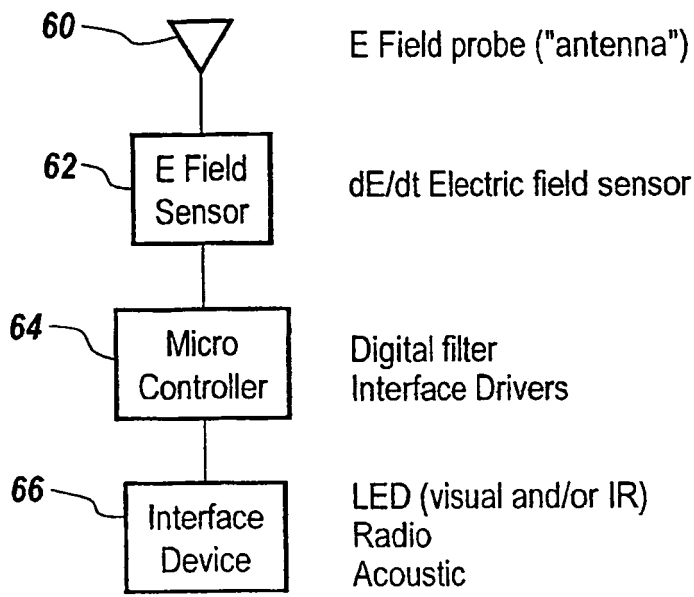 60
E Field probe ("antenna")
62
E Field
Sensor
dE/dt Electric field sensor
64
Micro
Controller
Digital filter
Interface Drivers
66
Interface
Device
LED (visual and/or IR)
Radio
Acoustic